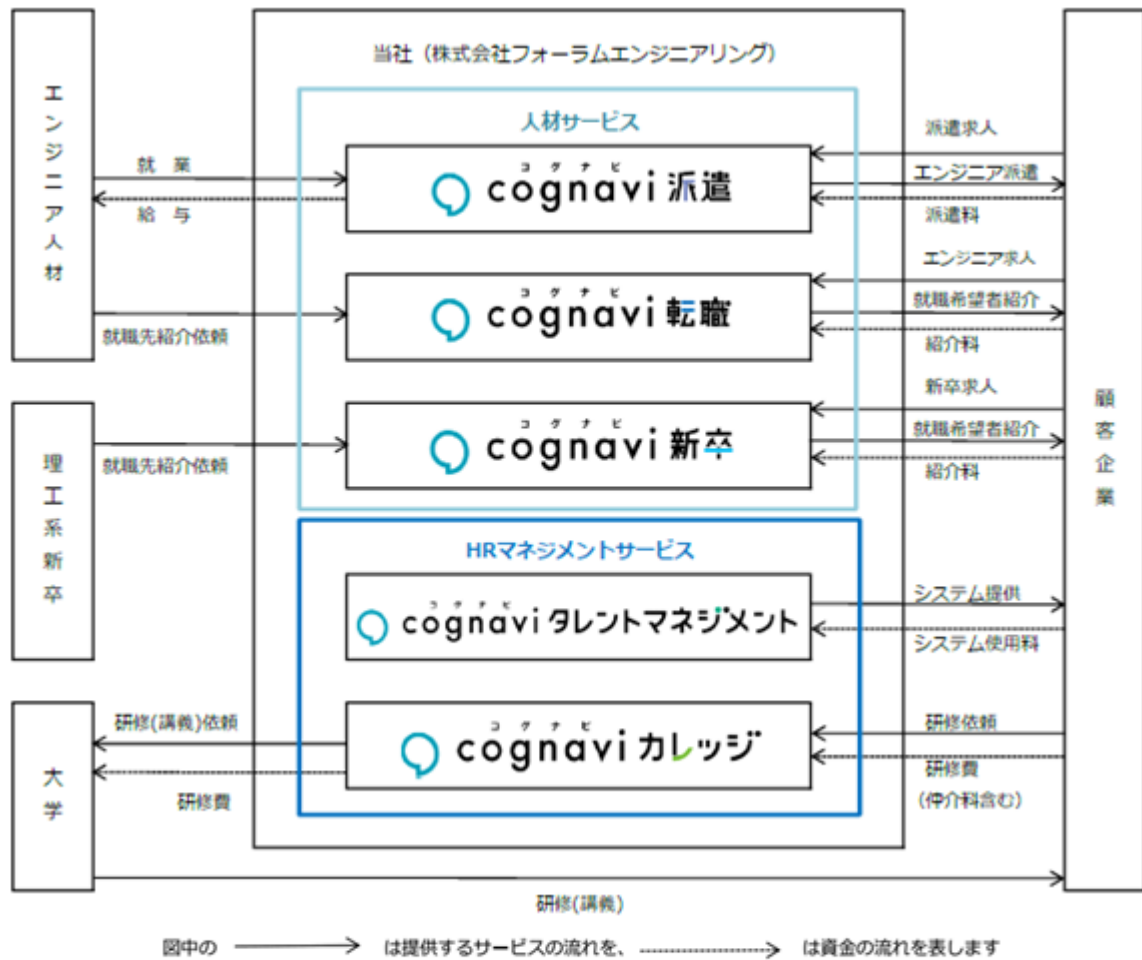 当社（株式会社フォーラムエンジニアリング）
エンジニア人材
理工系新卒
大学
顧客企業
人材サービス
コグナビ
cognavi 派遣
就 業
給 与
派遣求人
エンジニア派遣
派遣料
コグナビ
cognavi 転職
就職先紹介依頼
エンジニア求人
就職希望者紹介
紹介料
コグナビ
cognavi 新卒
就職先紹介依頼
新卒求人
就職希望者紹介
紹介料
HRマネジメントサービス
コグナビ
cognavi タレントマネジメント
システム提供
システム使用料
コグナビ
cognavi カレッジ
研修(講義)依頼
研修費
研修依頼
研修費
（仲介料含む）
研修(講義)
図中の は提供するサービスの流れを、 は資金の流れを表します